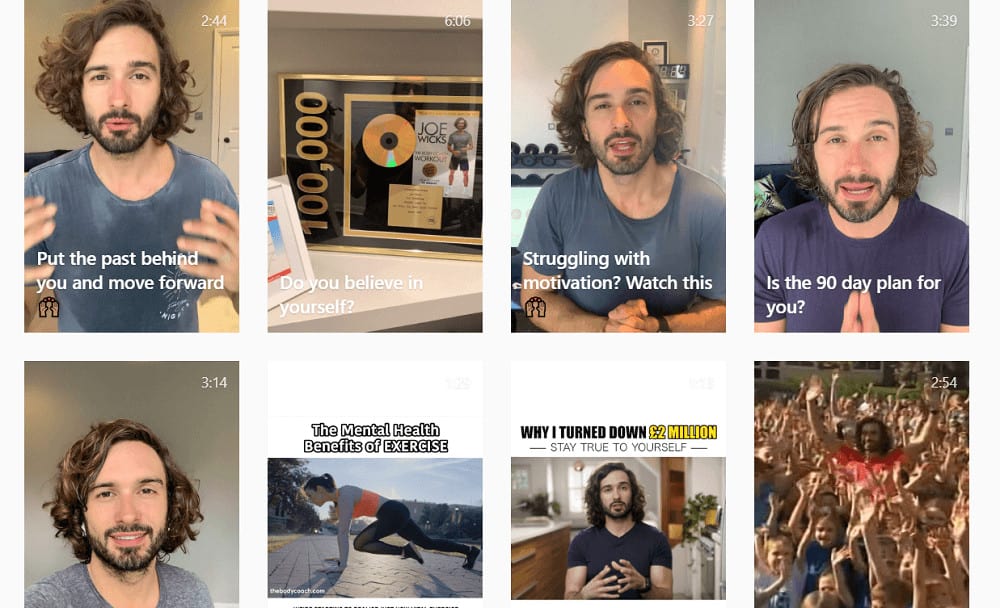 2:44
6:06
3:27
3:39
100,000
JOE
WICKS
WORKOUT
Put the past behind
you and move forward
Do you believe in
yourself?
Struggling with
motivation? Watch this
Is the 90 day plan for
you?
3:14
2:54
The Mental Health
Benefits of EXERCISE
thebodycoach.com
WHY I TURNED DOWN £2 MILLION
STAY TRUE TO YOURSELF